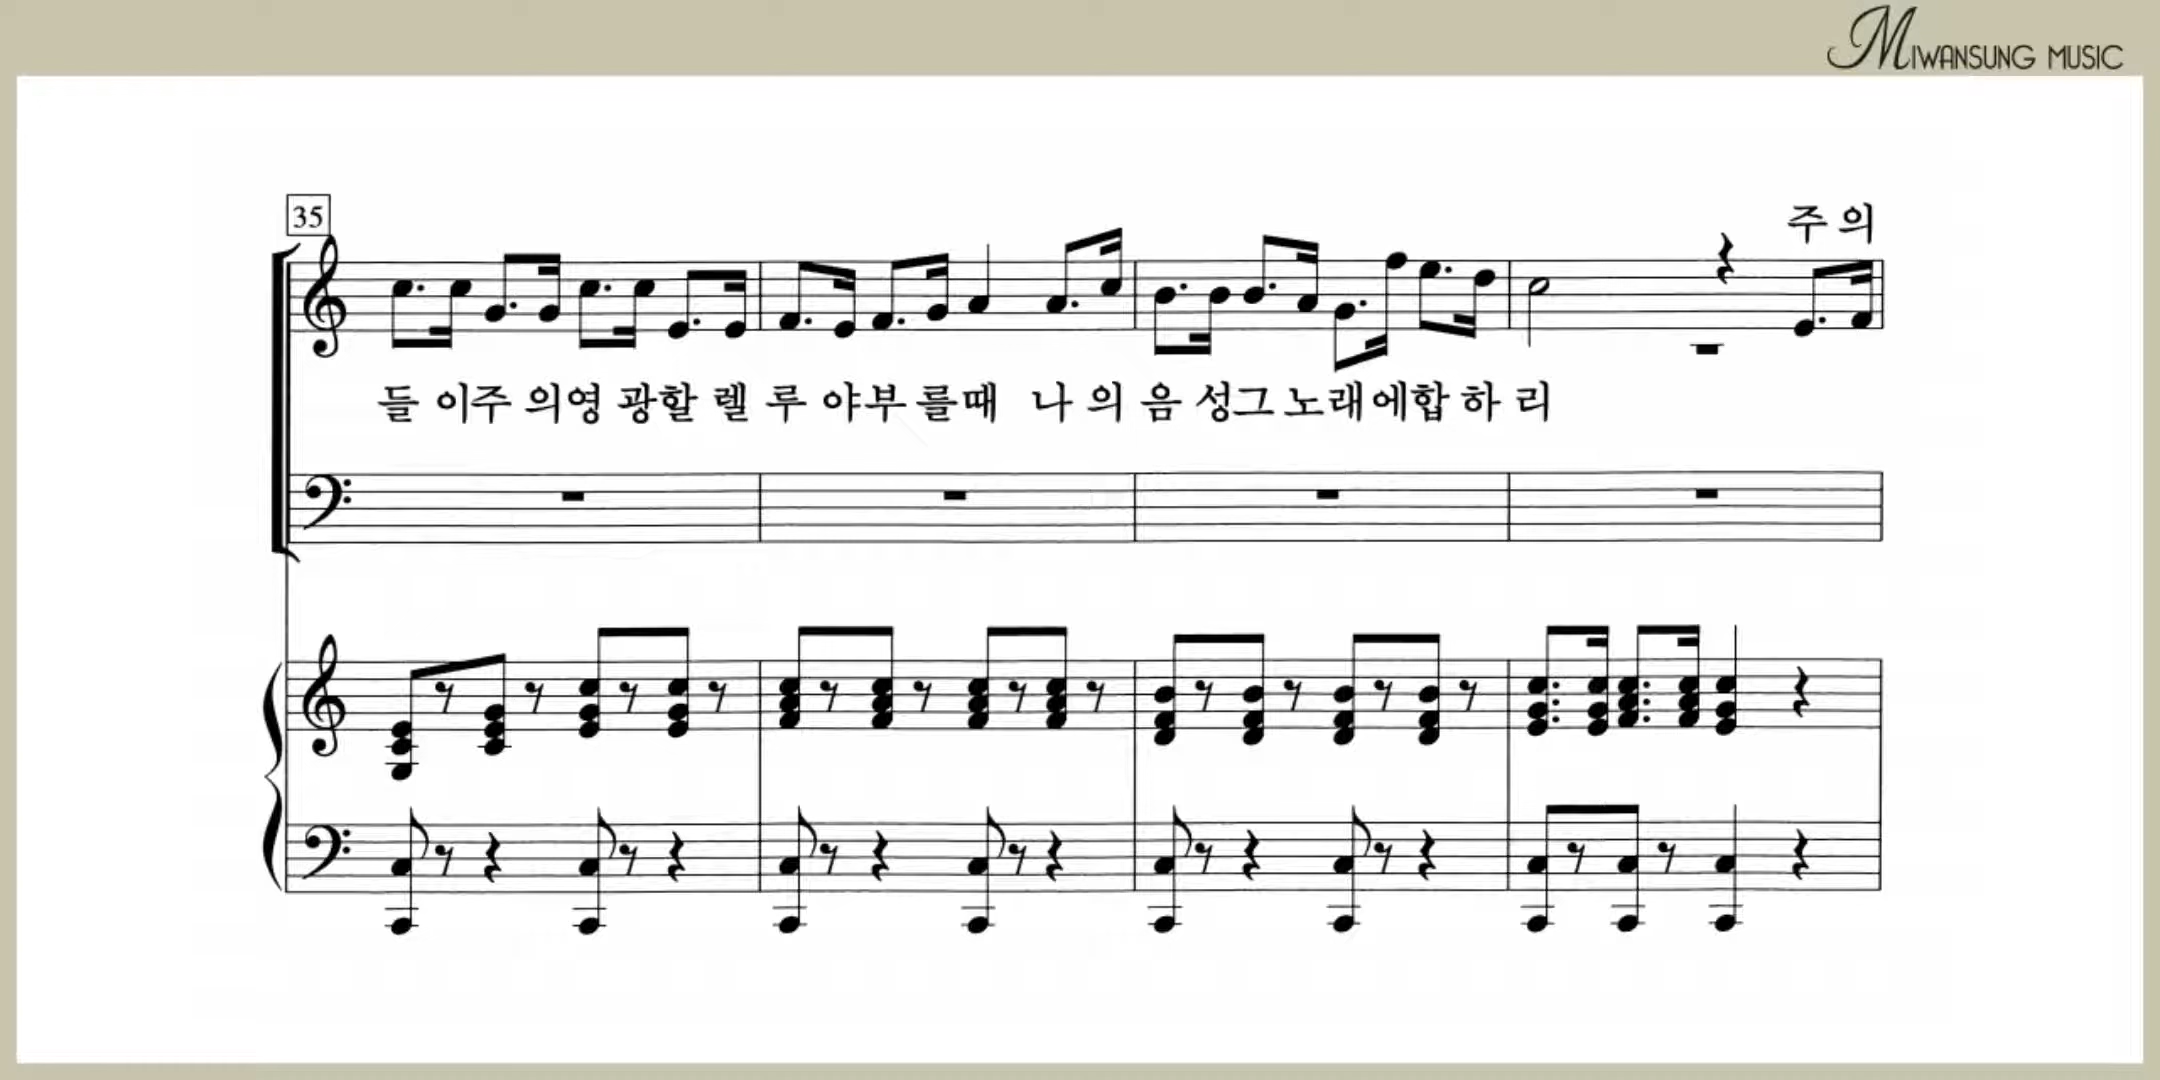 MIWANSUNG MUSIC
35
주 의
들 이주 의영 광할 렐 루 야부 를때 나 의 음 성그 노래에합 하 리